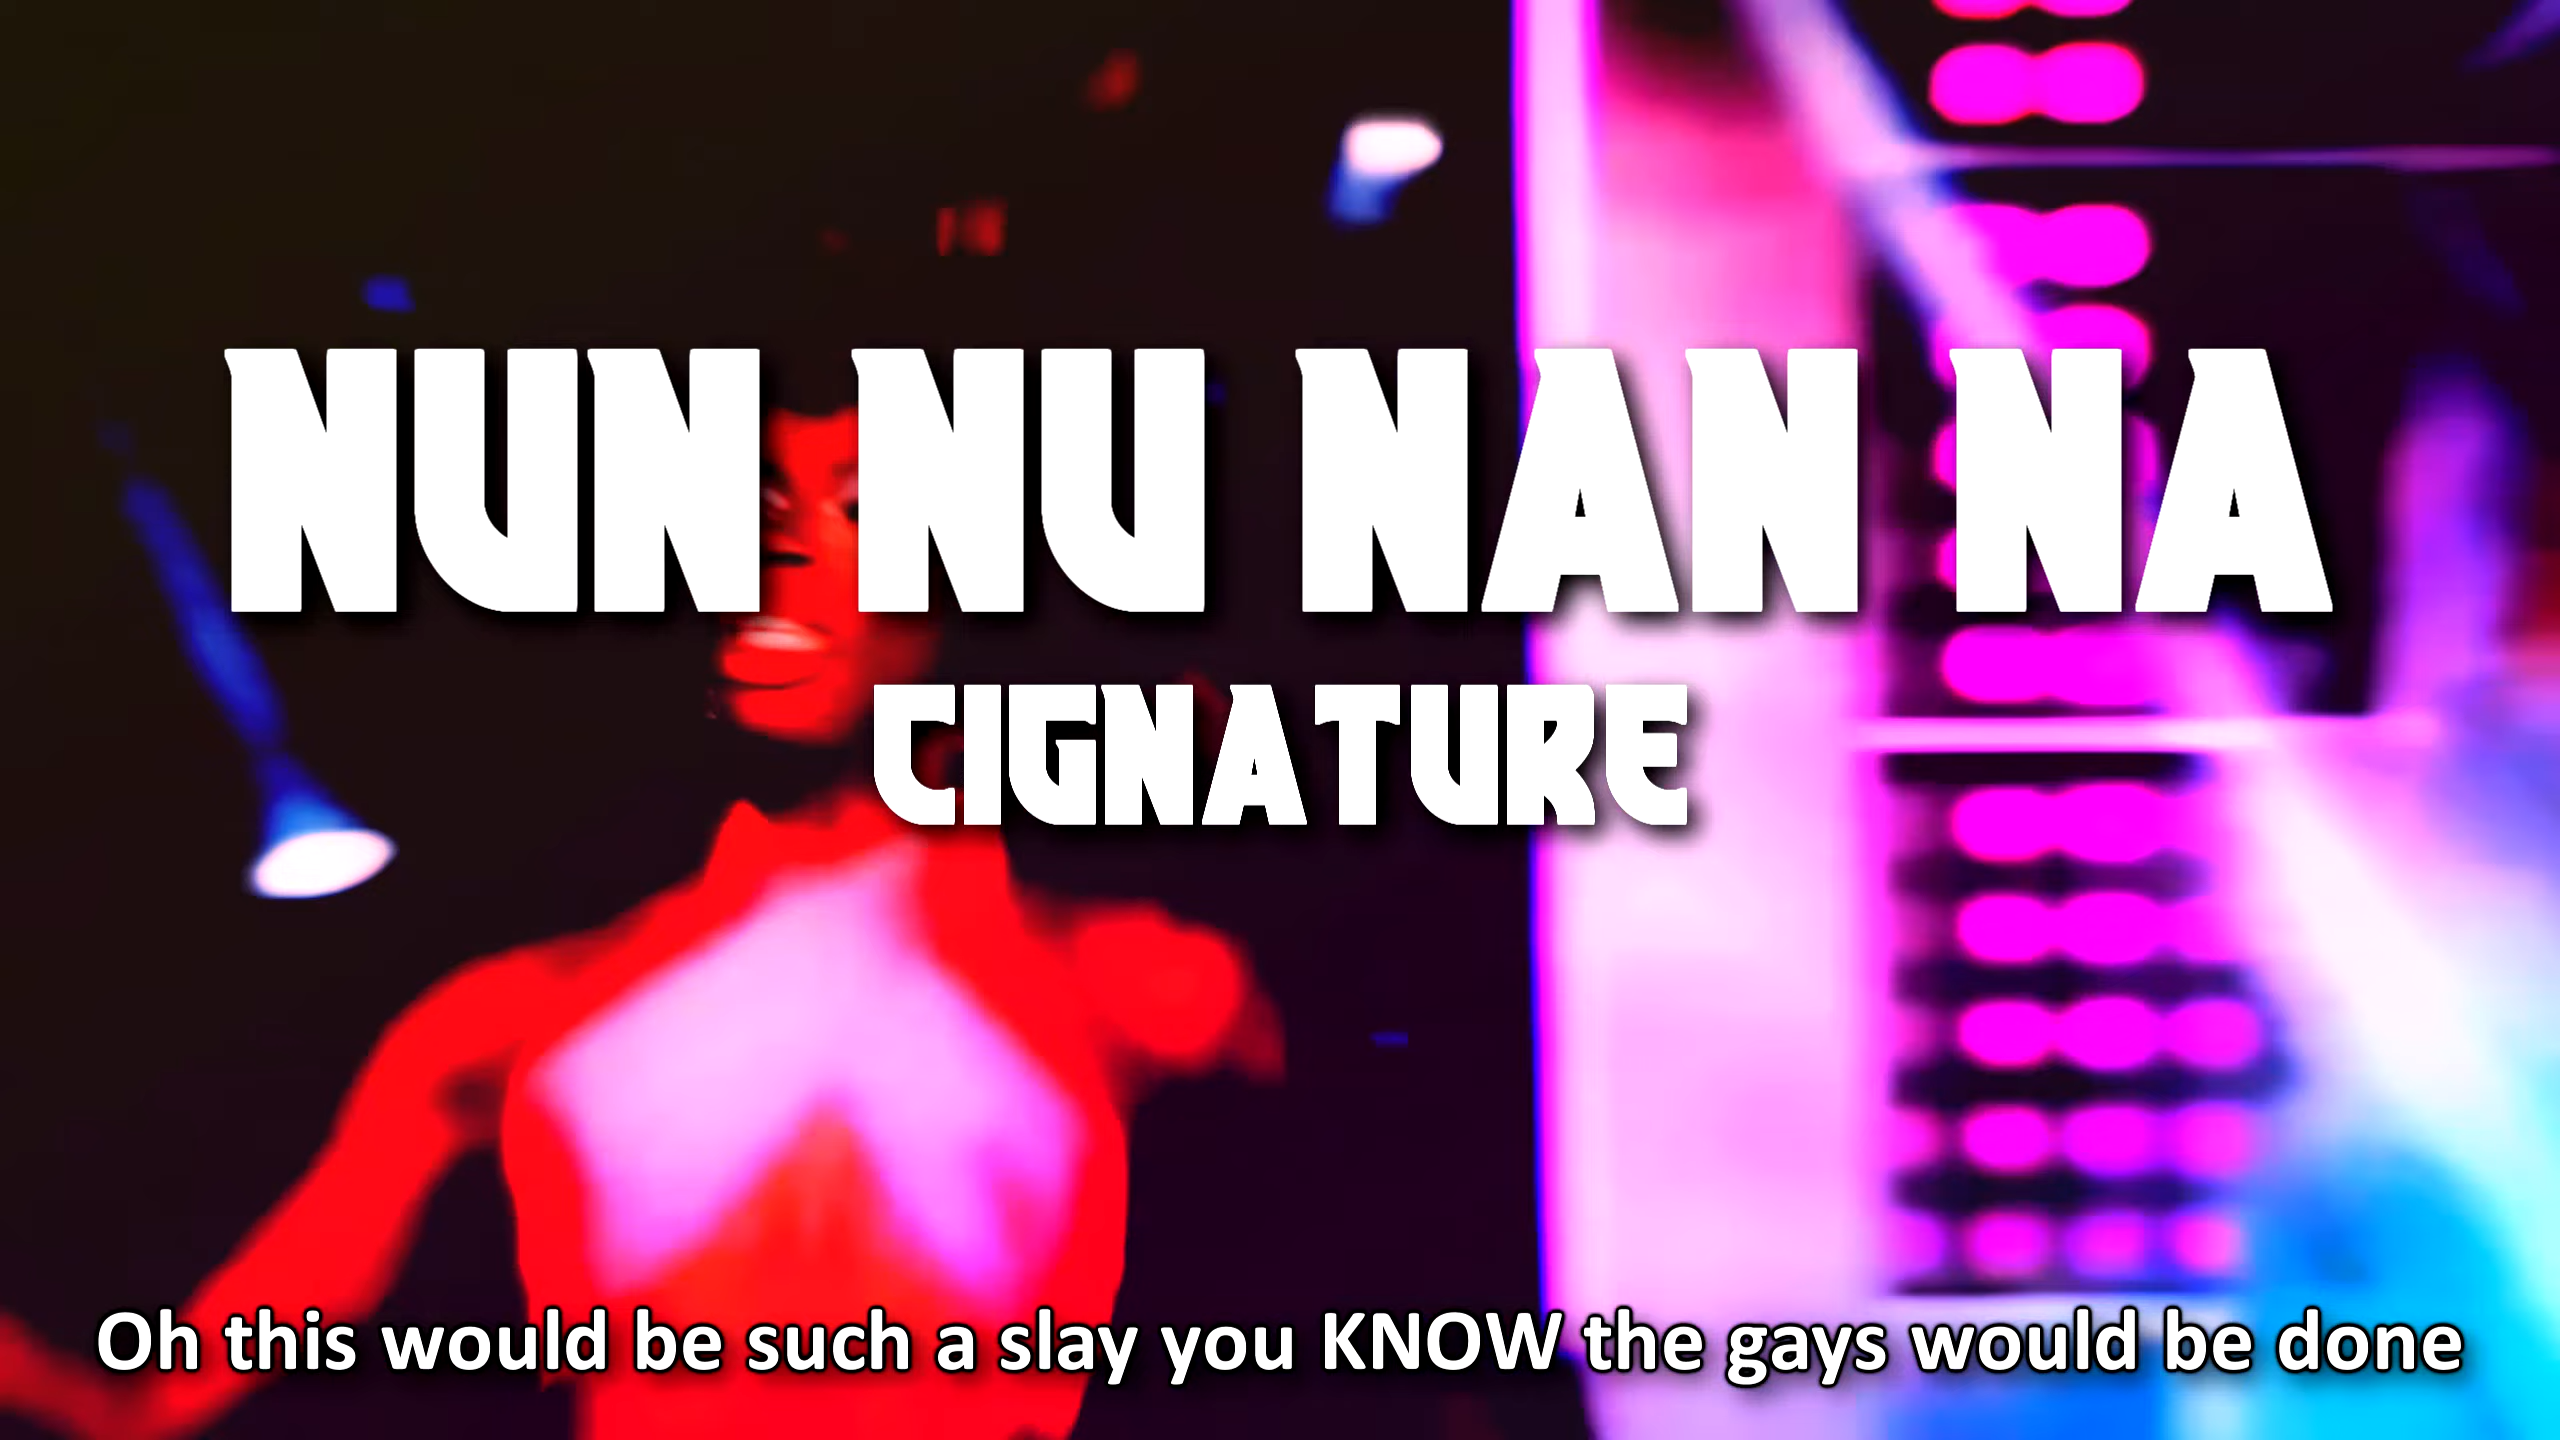 NUN NU NAN NA
CIGNATURE
Oh this would be such a slay you KNOW the gays would be done